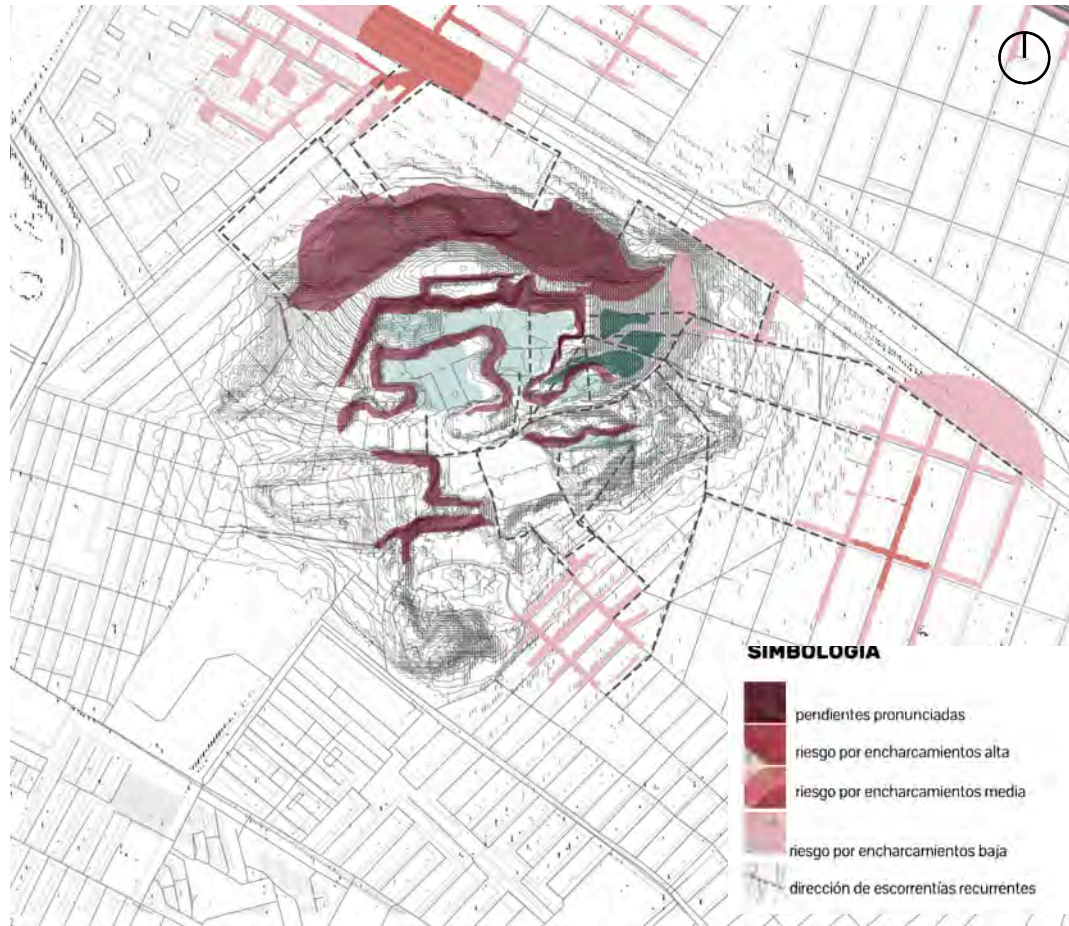 SIMBOLOGIA
pendientes pronunciadas
riesgo por encharcamientos alta
riesgo por encharcamientos media
riesgo por encharcamientos baja
dirección de escorrentías recurrentes